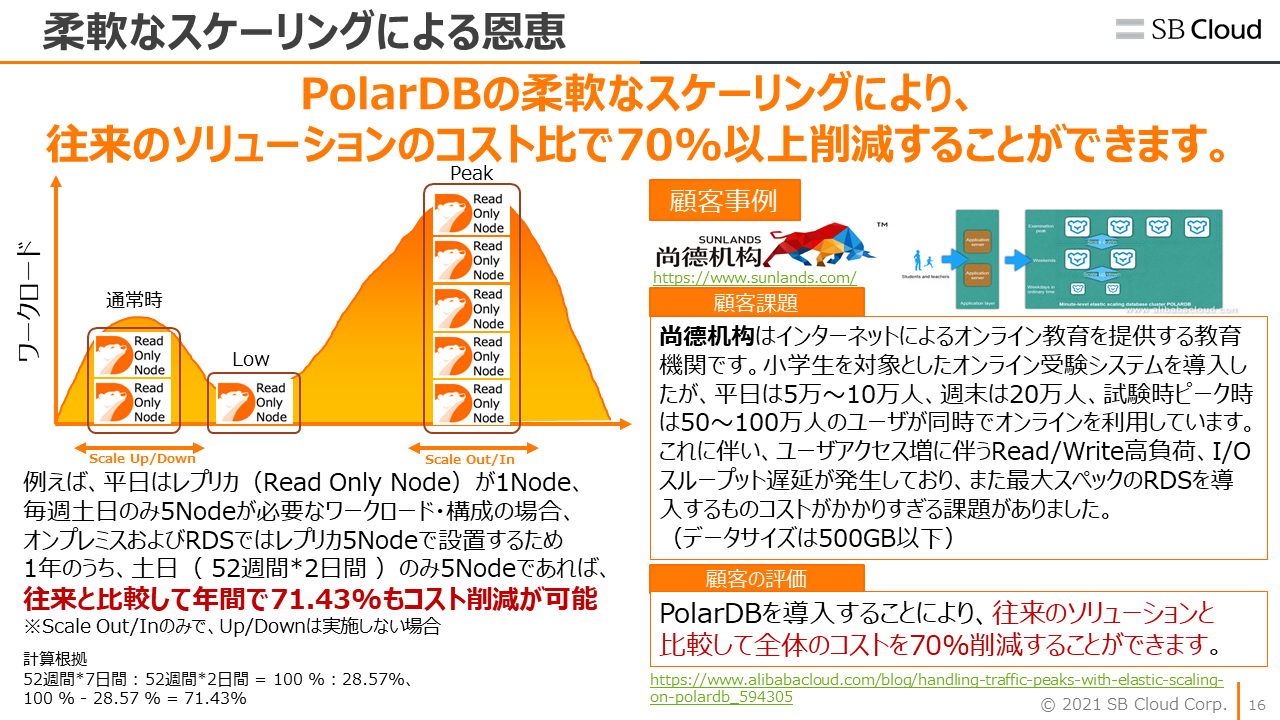 柔軟なスケーリングによる恩恵
SB Cloud
PolarDBの柔軟なスケーリングにより、
往来のソリューションのコスト比で70%以上削減することができます。
ワークロード
Peak
Read
Only
Node
Read
Only
Node
Read
Only
Node
Read
Only
Node
Read
Only
Node
通常時
Read
Only
Node
Read
Only
Node
Low
Read
Only
Node
Scale Up/Down
Scale Out/In
例えば、平日はレプリカ（Read Only Node）が1Node、
毎週土日のみ5Nodeが必要なワークロード・構成の場合、
オンプレミスおよびRDSではレプリカ5Nodeで設置するため
1年のうち、土日（ 52週間*2日間 ）のみ5Nodeであれば、
往来と比較して年間で71.43%もコスト削減が可能
※Scale Out/Inのみで、Up/Downは実施しない場合
計算根拠
52週間*7日間 : 52週間*2日間 = 100 % : 28.57%、
100 % - 28.57 % = 71.43%
顧客事例
SUNLANDS
尚德机构
™
https://www.sunlands.com/
Students and teachers
Application server
Application server
Application layer
Examination peak
Weekends
Weekdays in ordinary time
Minute-level elastic scaling database cluster POLARDB
www.alibabacloud.com
顧客課題
尚德机构はインターネットによるオンライン教育を提供する教育
機関です。小学生を対象としたオンライン受験システムを導入し
たが、平日は5万～10万人、週末は20万人、試験時ピーク時
は50～100万人のユーザが同時でオンラインを利用しています。
これに伴い、ユーザアクセス増に伴うRead/Write高負荷、I/O
スループット遅延が発生しており、また最大スペックのRDSを導
入するものコストがかかりすぎる課題がありました。
（データサイズは500GB以下）
顧客の評価
PolarDBを導入することにより、往来のソリューションと
比較して全体のコストを70%削減することができます。
https://www.alibabacloud.com/blog/handling-traffic-peaks-with-elastic-scaling-
on-polardb_594305
© 2021 SB Cloud Corp.
16